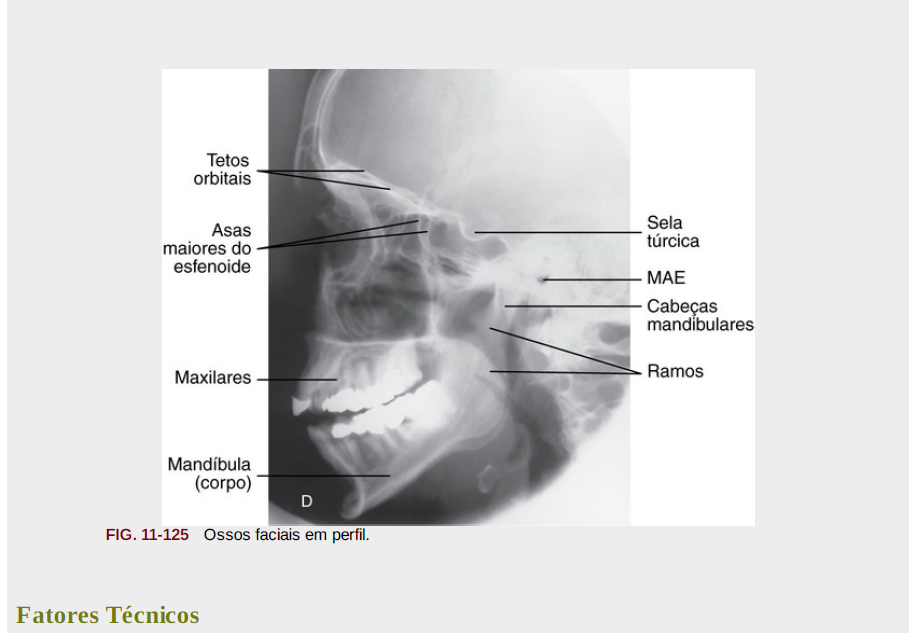 Tetos
orbitais
Asas
maiores do
esfenoide
Maxilares
Mandíbula
(corpo)
D
Sela
túrcica
MAE
Cabeças
mandibulares
Ramos
FIG. 11-125 Ossos faciais em perfil.
Fatores Técnicos